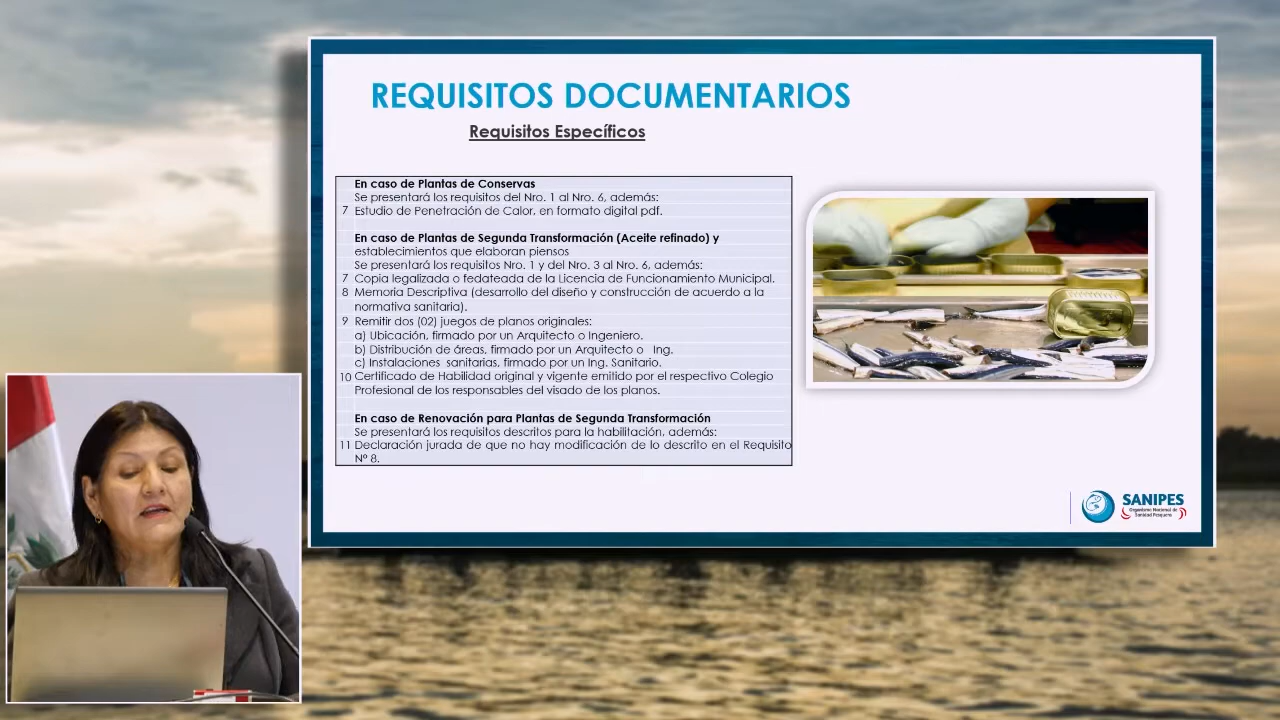 REQUISITOS DOCUMENTARIOS
Requisitos Específicos
En caso de Plantas de Conservas
Se presentará los requisitos del Nro. 1 al Nro. 6, además:
7 Estudio de Penetración de Calor, en formato digital pdf.
En caso de Plantas de Segunda Transformación (Aceite refinado) y
establecimientos que elaboran piensos
Se presentará los requisitos Nro. 1 y del Nro. 3 al Nro. 6, además:
7 Copia legalizada o fedateada de la Licencia de Funcionamiento Municipal.
8 Memoria Descriptiva (desarrollo del diseño y construcción de acuerdo a la
normativa sanitaria).
9 Remitir dos (02) juegos de planos originales:
a) Ubicación, firmado por un Arquitecto o Ingeniero.
b) Distribución de áreas, firmado por un Arquitecto o Ing.
c) Instalaciones sanitarias, firmado por un Ing. Sanitario.
10 Certificado de Habilidad original y vigente emitido por el respectivo Colegio
Profesional de los responsables del visado de los planos.
En caso de Renovación para Plantas de Segunda Transformación
Se presentará los requisitos descritos para la habilitación, además:
11 Declaración jurada de que no hay modificación de lo descrito en el Requisito
Nº 8.
SANIPES
Organismo Nacional de
Sanidad Pesquera